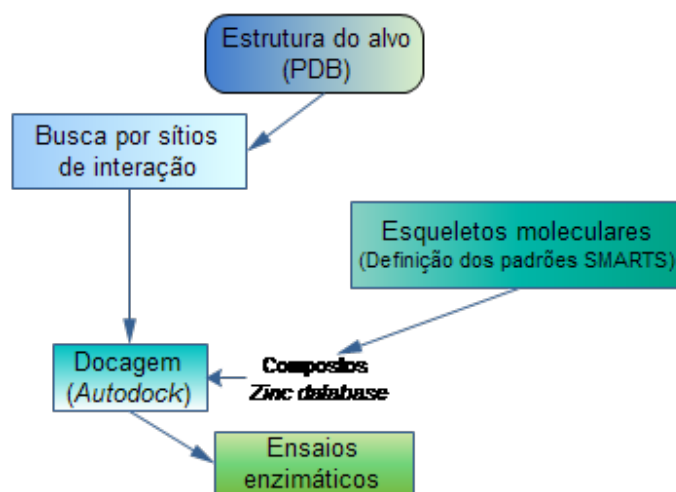 Estrutura do alvo
(PDB)
Busca por sítios
de interação
Esqueletos moleculares
(Definição dos padrões SMARTS)
Docagem
(Autodock)
Compostos
Zinc database
Ensaios
enzimáticos